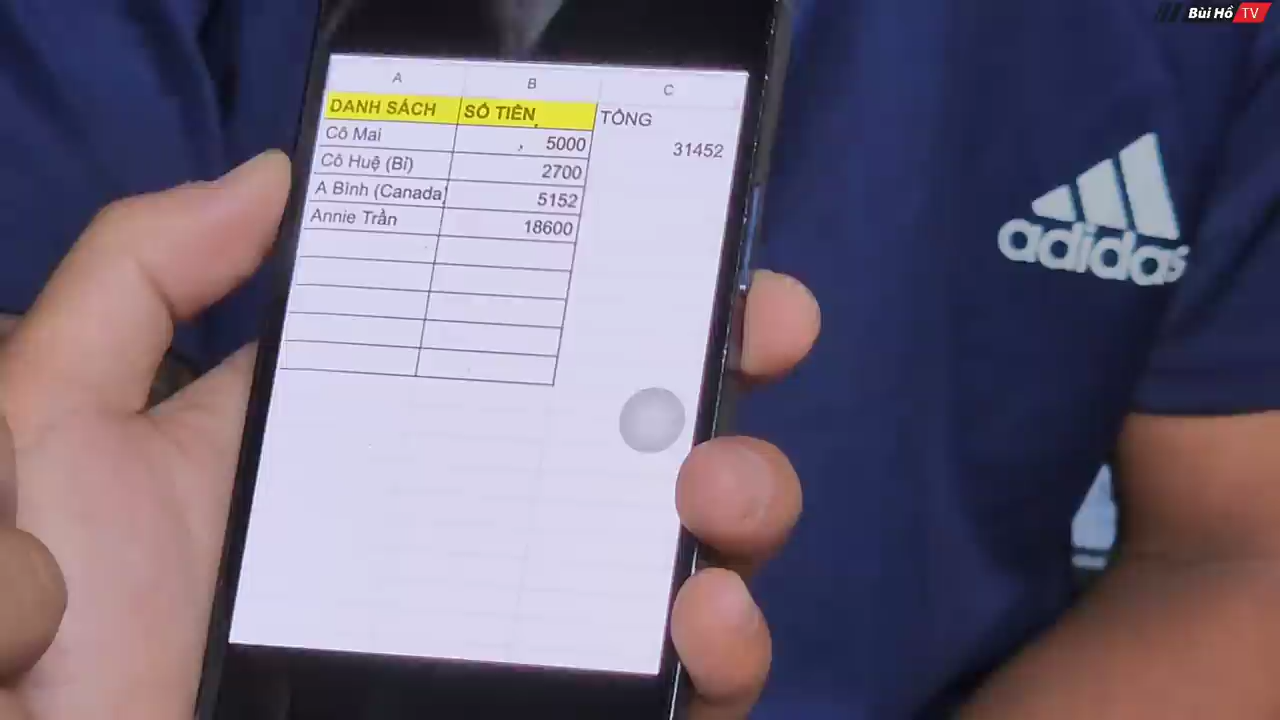 Bùi Hồ TV
A B C
DANH SÁCH SỐ TIỀN TỔNG
Cô Mai 5000 31452
Cô Huệ (Bỉ) 2700
A Bình (Canada) 5152
Annie Trần 18600
adidas